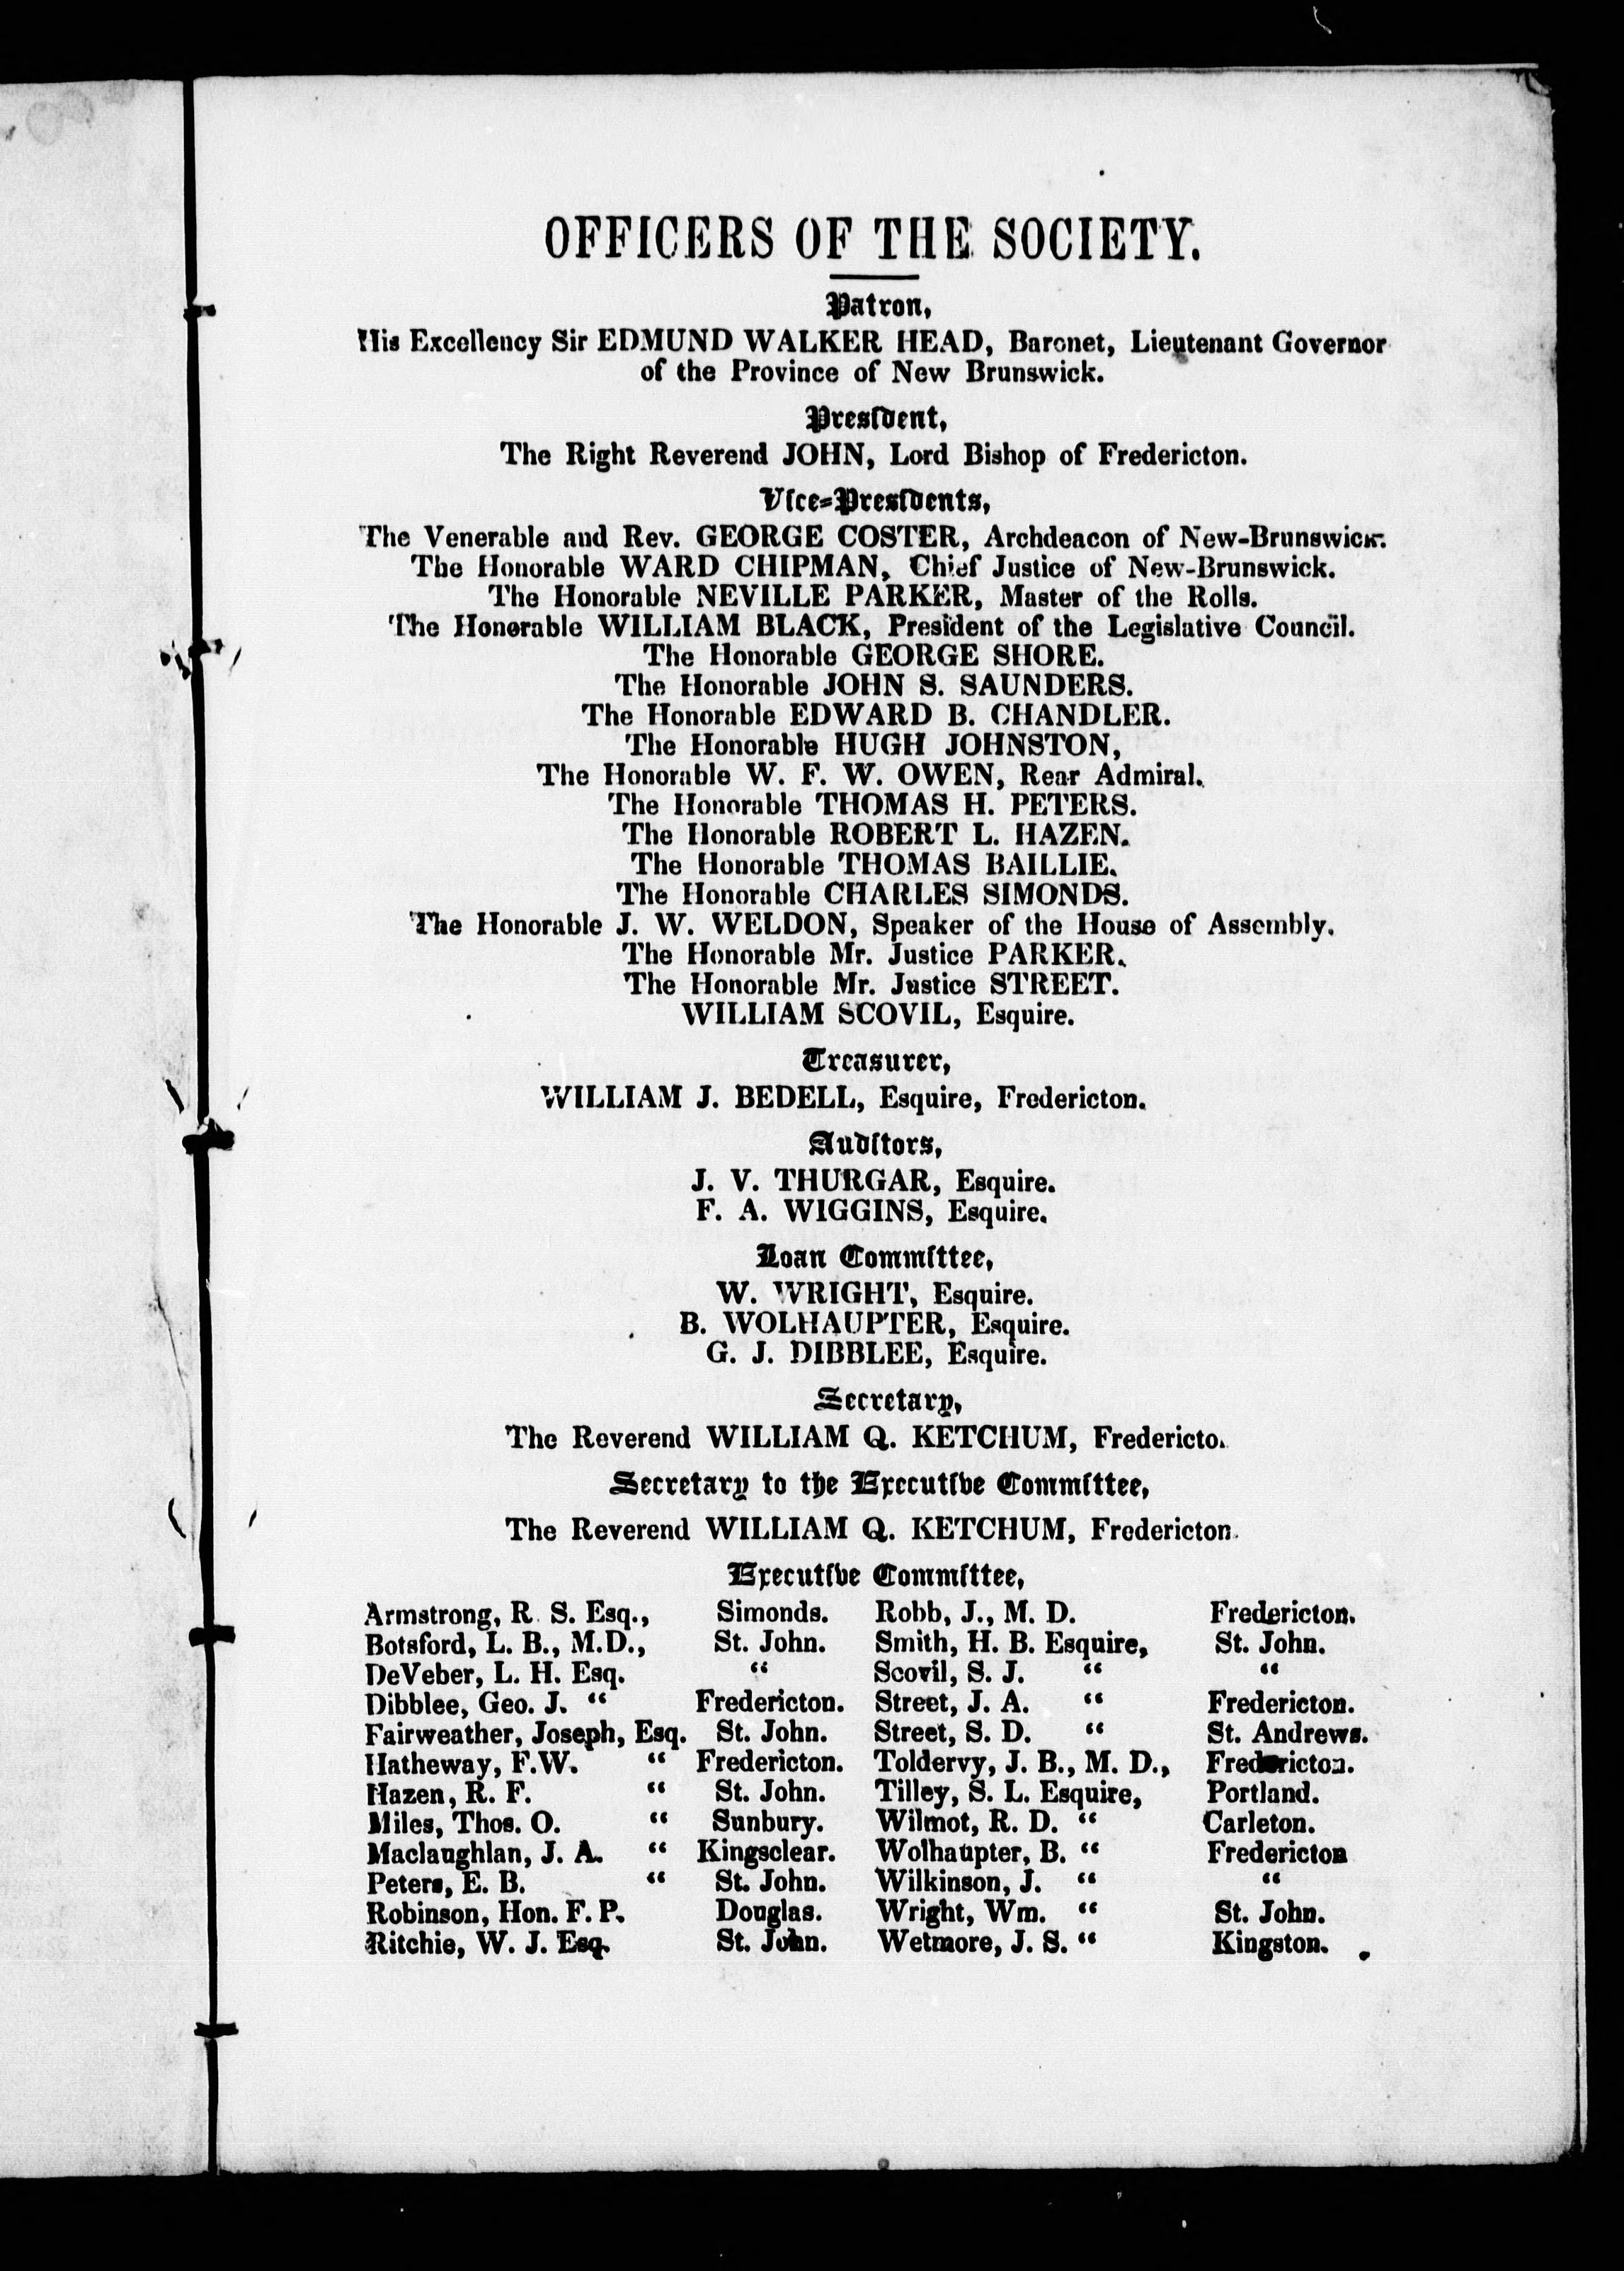 OFFICERS OF THE SOCIETY.
Patron,
His Excellency Sir EDMUND WALKER HEAD, Baronet, Lieutenant Governor
of the Province of New Brunswick.
President,
The Right Reverend JOHN, Lord Bishop of Fredericton.
Vice-Presidents,
The Venerable and Rev. GEORGE COSTER, Archdeacon of New-Brunswick.
The Honorable WARD CHIPMAN, Chief Justice of New-Brunswick.
The Honorable NEVILLE PARKER, Master of the Rolls.
The Honorable WILLIAM BLACK, President of the Legislative Council.
The Honorable GEORGE SHORE.
The Honorable JOHN S. SAUNDERS.
The Honorable EDWARD B. CHANDLER.
The Honorable HUGH JOHNSTON,
The Honorable W. F. W. OWEN, Rear Admiral.
The Honorable THOMAS H. PETERS.
The Honorable ROBERT L. HAZEN.
The Honorable THOMAS BAILLIE.
The Honorable CHARLES SIMONDS.
The Honorable J. W. WELDON, Speaker of the House of Assembly.
The Honorable Mr. Justice PARKER.
The Honorable Mr. Justice STREET.
WILLIAM SCOVIL, Esquire.
Treasurer,
WILLIAM J. BEDELL, Esquire, Fredericton.
Auditors,
J. V. THURGAR, Esquire.
F. A. WIGGINS, Esquire.
Loan Committee,
W. WRIGHT, Esquire.
B. WOLHAUPTER, Esquire.
G. J. DIBBLEE, Esquire.
Secretary,
The Reverend WILLIAM Q. KETCHUM, Fredericto.
Secretary to the Executive Committee,
The Reverend WILLIAM Q. KETCHUM, Fredericton.
Executive Committee,
Armstrong, R. S. Esq., Simonds. Robb, J., M. D. Fredericton.
Botsford, L. B., M.D., St. John. Smith, H. B. Esquire, St. John.
DeVeber, L. H. Esq. “ Scovil, S. J. “ “
Dibblee, Geo. J. “ Fredericton. Street, J. A. “ Fredericton.
Fairweather, Joseph, Esq. St. John. Street, S. D. “ St. Andrews.
Hatheway, F.W. “ Fredericton. Toldervy, J. B., M. D., Fredericton.
Hazen, R. F. “ St. John. Tilley, S. L. Esquire, Portland.
Miles, Thos. O. “ Sunbury. Wilmot, R. D. “ Carleton.
Maclaughlan, J. A. “ Kingsclear. Wolhaupter, B. “ Fredericton
Peters, E. B. “ St. John. Wilkinson, J. “ “
Robinson, Hon. F. P. Douglas. Wright, Wm. “ St. John.
Ritchie, W. J. Esq. St. John. Wetmore, J. S. “ Kingston.